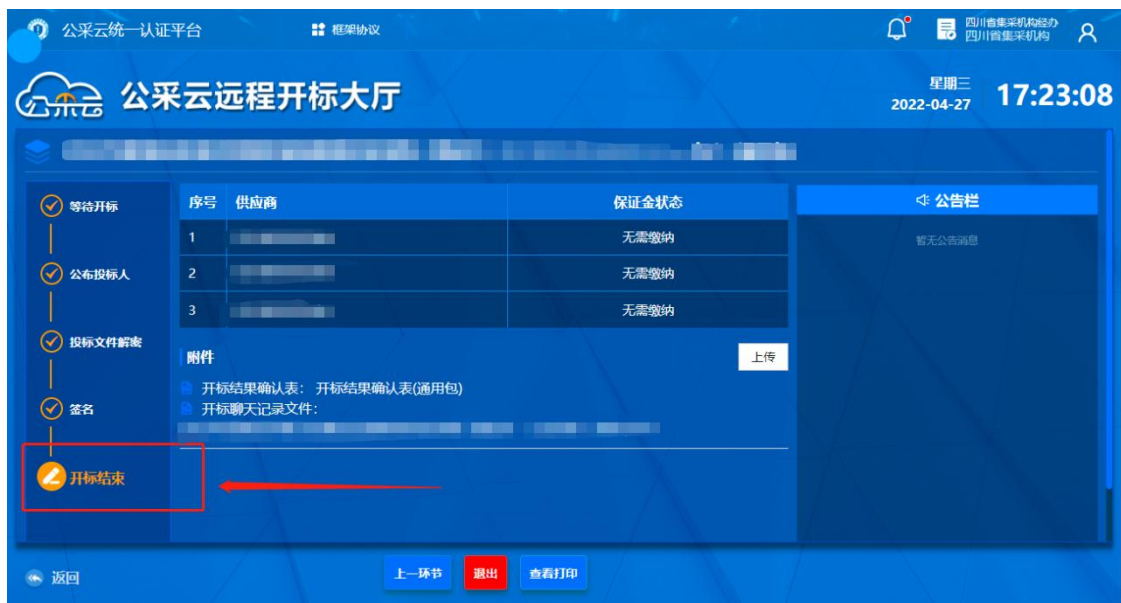 公采云统一认证平台
框架协议
四川省集采机构经办
四川省集采机构
公采云
公采云远程开标大厅
星期三
2022-04-27
17:23:08
等待开标
公布投标人
投标文件解密
签名
开标结束
序号 供应商 保证金状态
1 无需缴纳
2 无需缴纳
3 无需缴纳
附件
上传
开标结果确认表: 开标结果确认表(通用包)
开标聊天记录文件:
公告栏
暂无公告消息
返回
上一环节
退出
查看打印